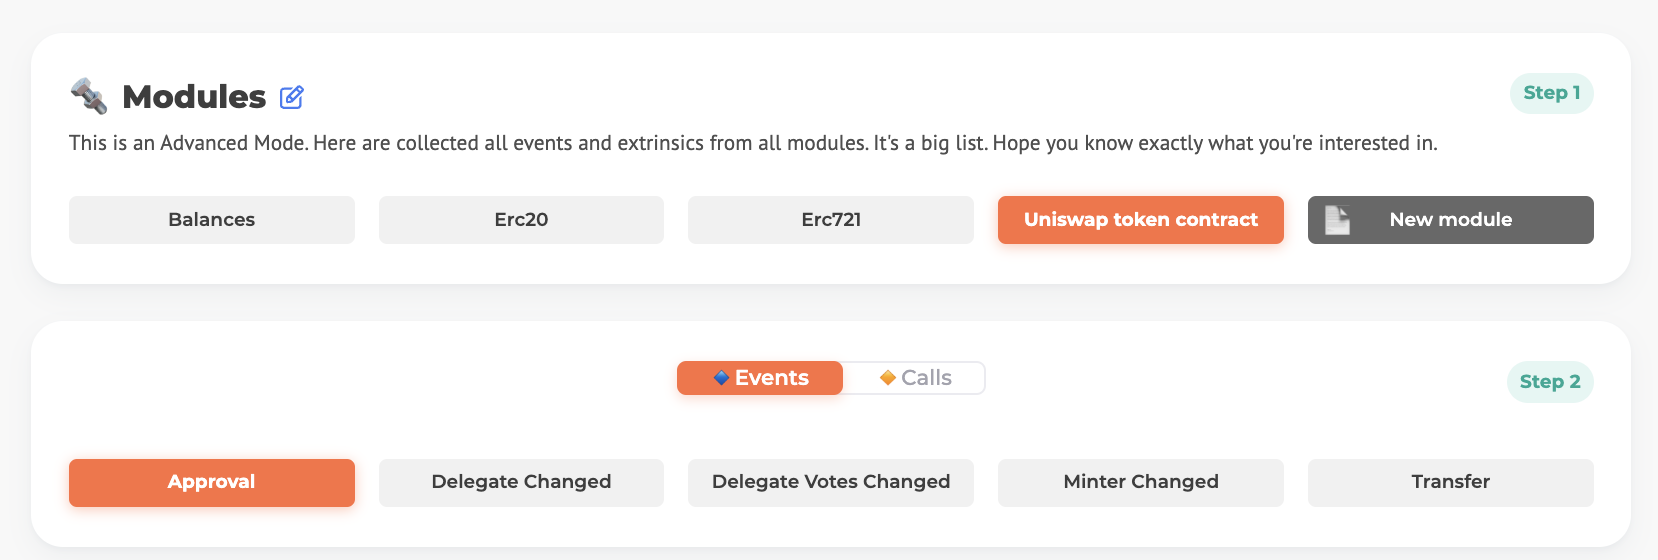 Modules
Step 1
This is an Advanced Mode. Here are collected all events and extrinsics from all modules. It's a big list. Hope you know exactly what you're interested in.
Balances
Erc20
Erc721
Uniswap token contract
New module
Events
Calls
Step 2
Approval
Delegate Changed
Delegate Votes Changed
Minter Changed
Transfer